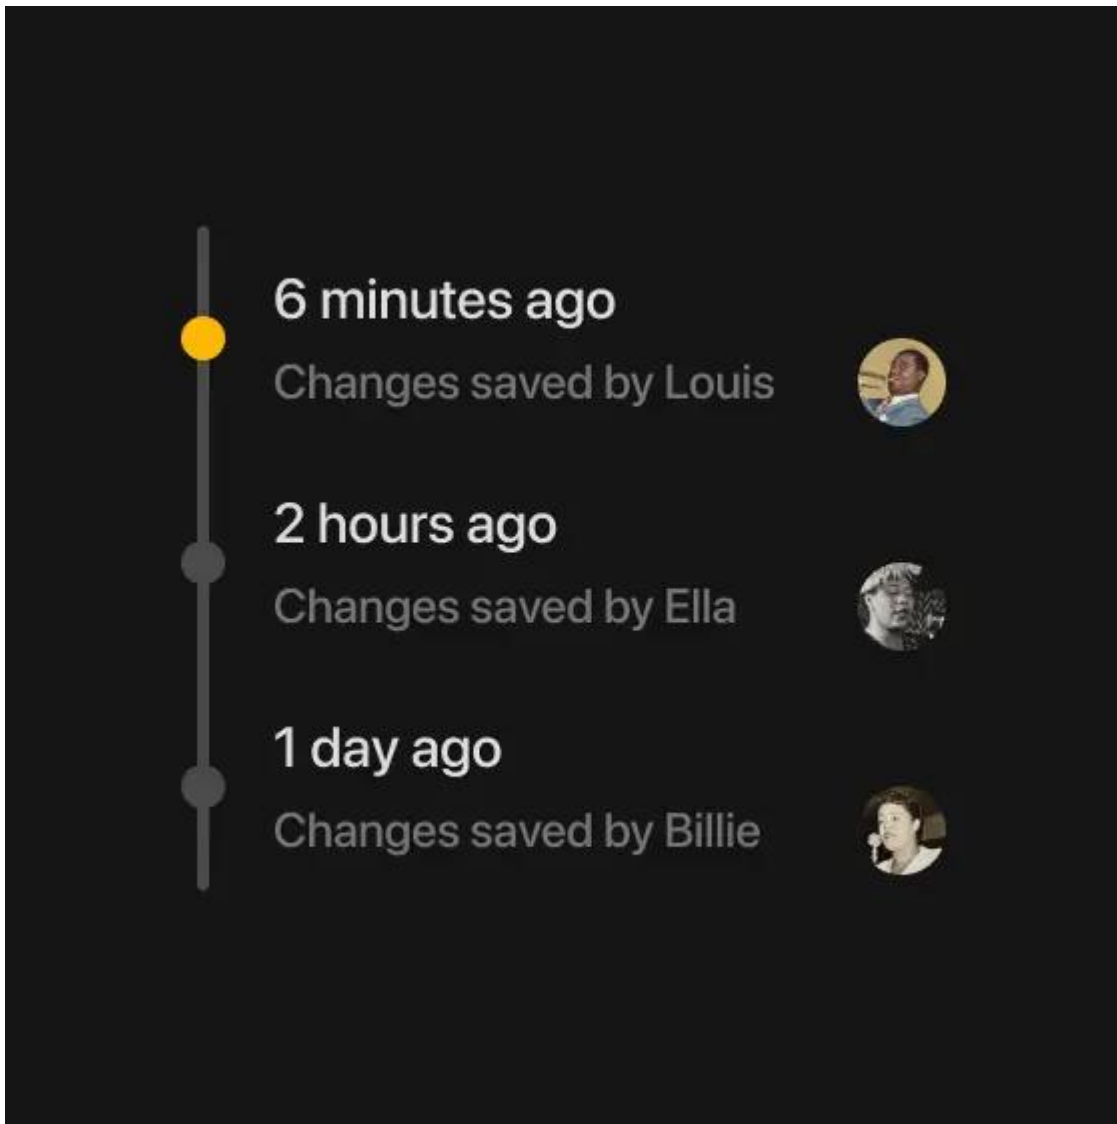 6 minutes ago
Changes saved by Louis
2 hours ago
Changes saved by Ella
1 day ago
Changes saved by Billie